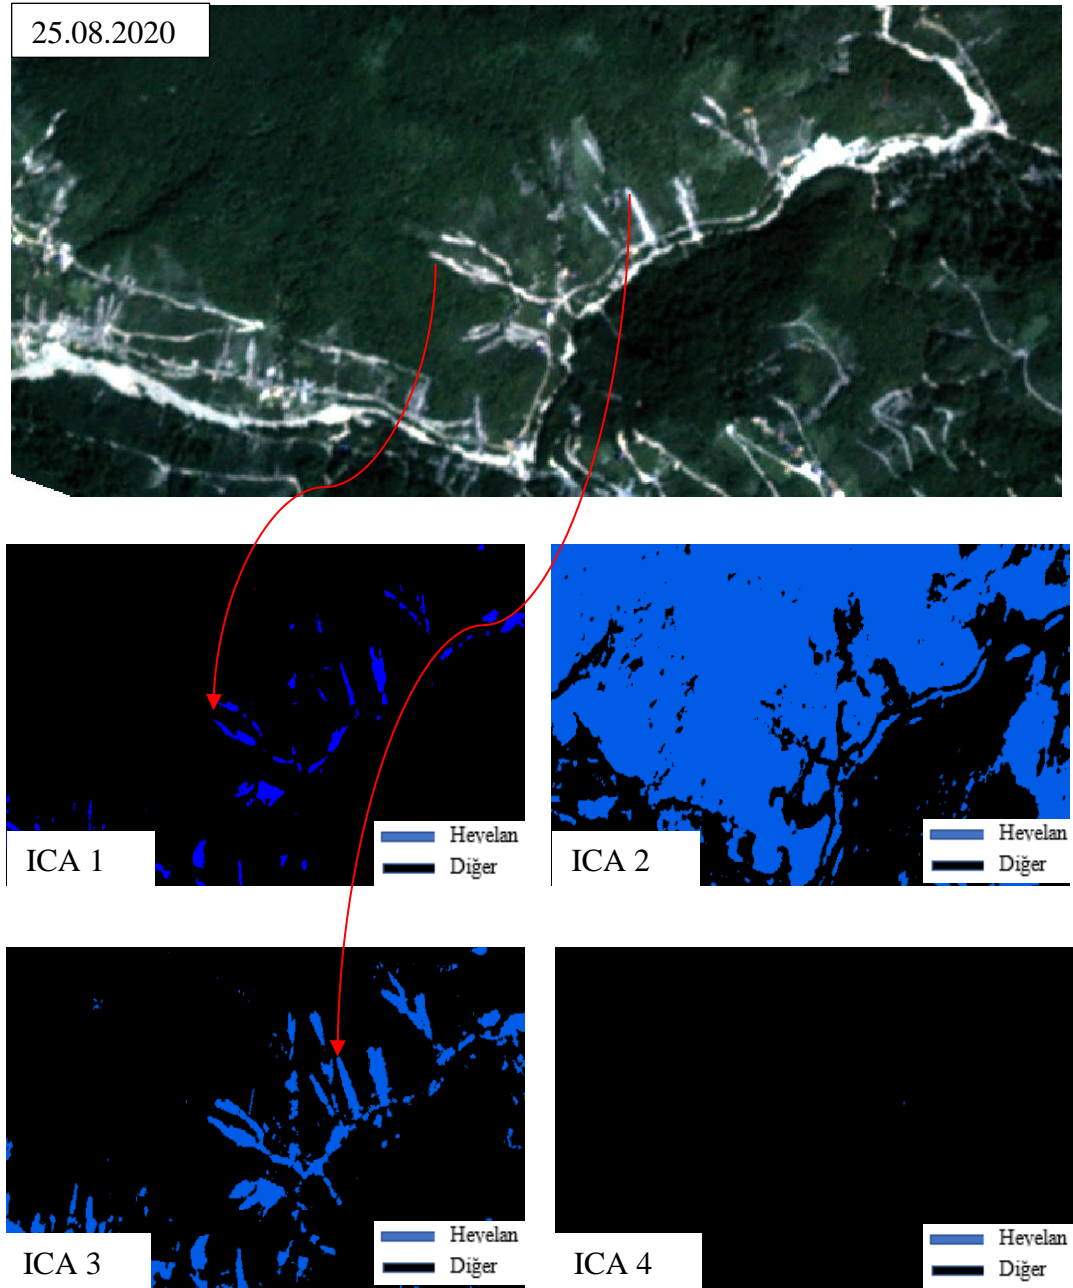 25.08.2020
Heyelan
Diğer
ICA 1
Heyelan
Diğer
ICA 2
Heyelan
Diğer
ICA 3
Heyelan
Diğer
ICA 4